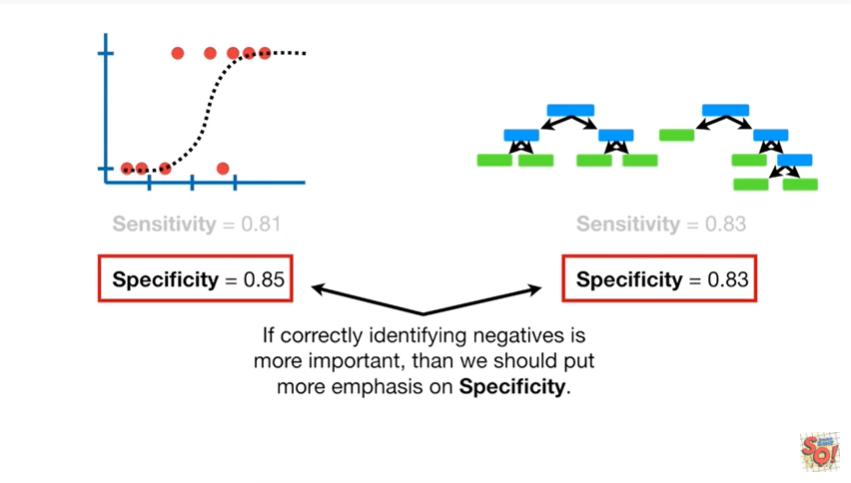 Sensitivity = 0.81
Sensitivity = 0.83
Specificity = 0.85
Specificity = 0.83
If correctly identifying negatives is
more important, than we should put
more emphasis on Specificity.
SQ!